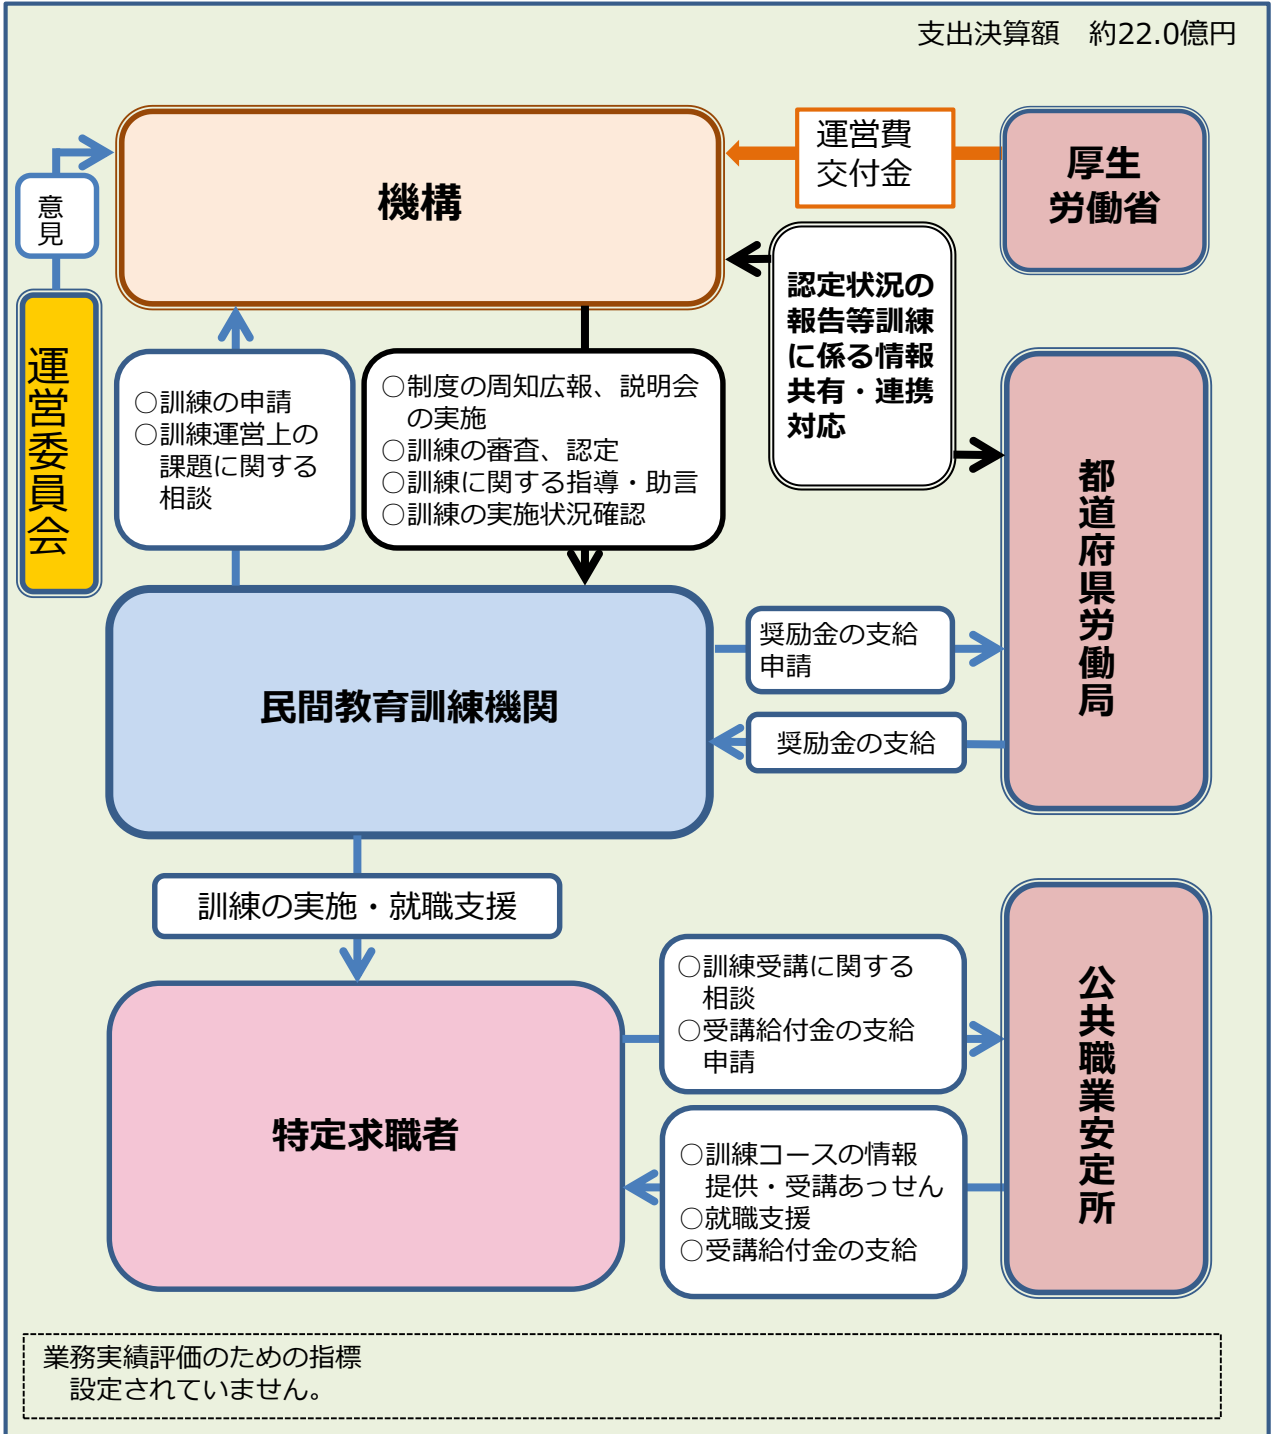 支出決算額　約22.0億円
機構
運営費
交付金
厚生
労働省
意
見
運営委員会
認定状況の
報告等訓練
に係る情報
共有・連携
対応
○訓練の申請
○訓練運営上の
課題に関する
相談
○制度の周知広報、説明会
の実施
○訓練の審査、認定
○訓練に関する指導・助言
○訓練の実施状況確認
都道府県労働局
民間教育訓練機関
奨励金の支給
申請
奨励金の支給
訓練の実施・就職支援
特定求職者
○訓練受講に関する
相談
○受講給付金の支給
申請
○訓練コースの情報
提供・受講あっせん
○就職支援
○受講給付金の支給
公共職業安定所
業務実績評価のための指標
設定されていません。